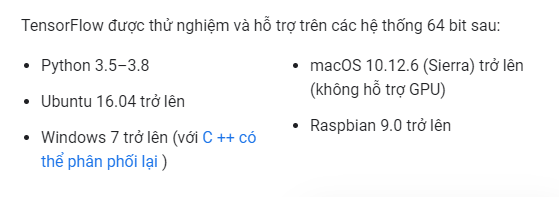 TensorFlow được thử nghiệm và hỗ trợ trên các hệ thống 64 bit sau:
• Python 3.5–3.8
• Ubuntu 16.04 trở lên
• Windows 7 trở lên (với C ++ có
thể phân phối lại )
• macOS 10.12.6 (Sierra) trở lên
(không hỗ trợ GPU)
• Raspbian 9.0 trở lên